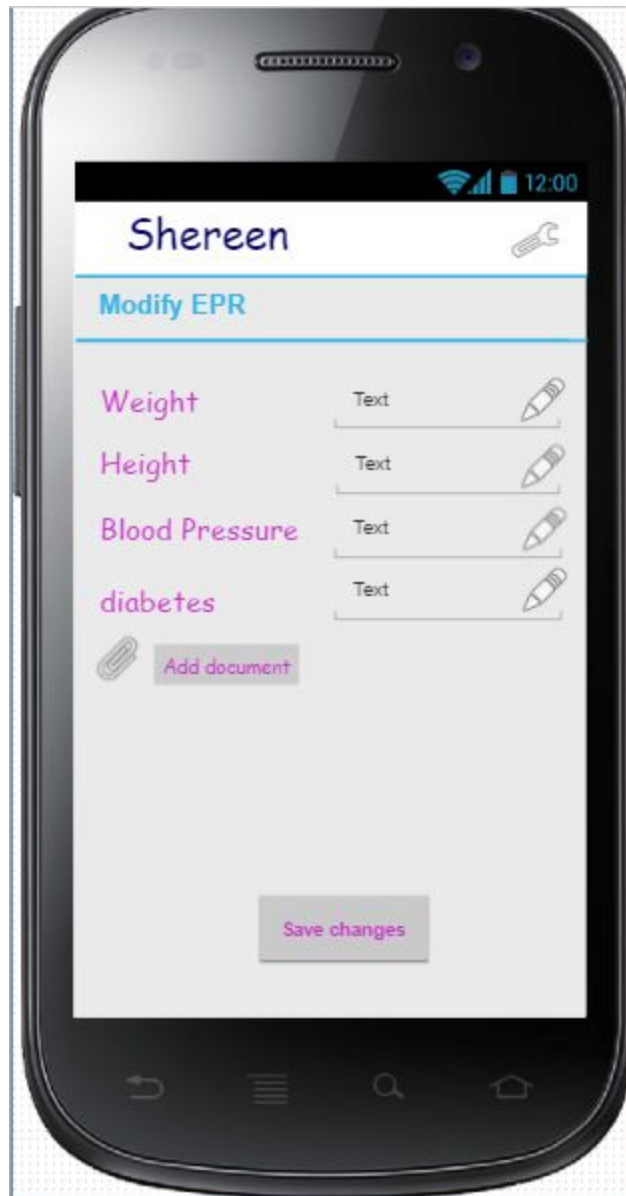 12:00
Shereen
Modify EPR
Weight Text
Height Text
Blood Pressure Text
diabetes Text
Add document
Save changes